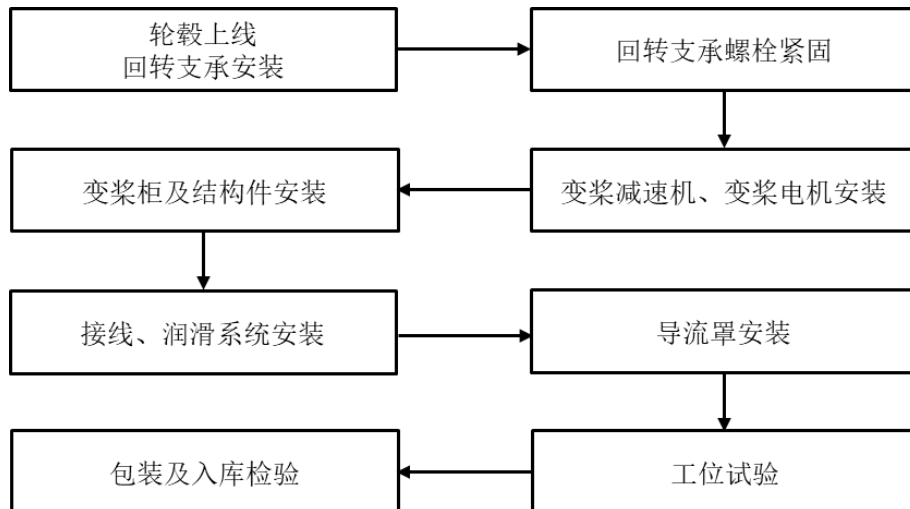 轮毂上线
回转支承安装
回转支承螺栓紧固
变桨减速机、变桨电机安装
变桨柜及结构件安装
接线、润滑系统安装
导流罩安装
工位试验
包装及入库检验